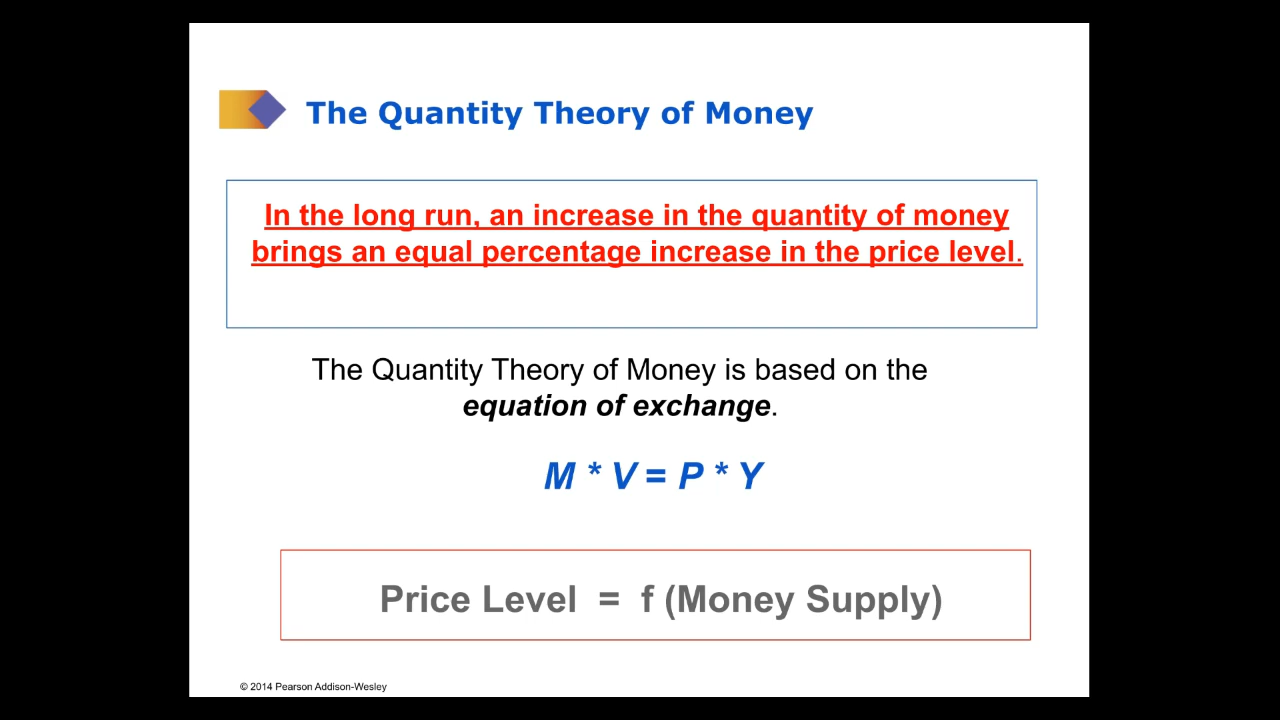 The Quantity Theory of Money
In the long run, an increase in the quantity of money
brings an equal percentage increase in the price level.
The Quantity Theory of Money is based on the
equation of exchange.
M * V = P * Y
Price Level = f (Money Supply)
© 2014 Pearson Addison-Wesley